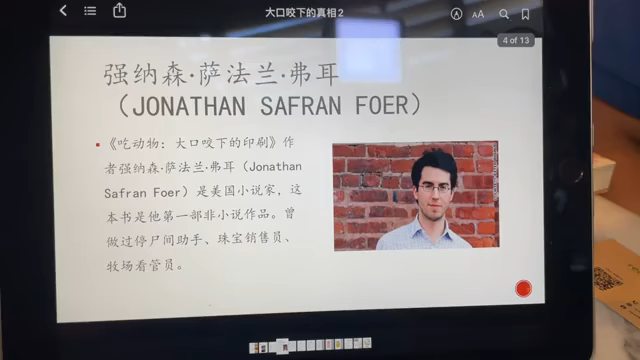 大口咬下的真相2
AA
4 of 13
强纳森·萨法兰·弗耳
（JONATHAN SAFRAN FOER）
《吃动物：大口咬下的印刷》作
者强纳森·萨法兰·弗耳（Jonathan
Safran Foer）是美国小说家，这
本书是他第一部非小说作品。曾
做过停尸间助手、珠宝销售员、
牧场看管员。